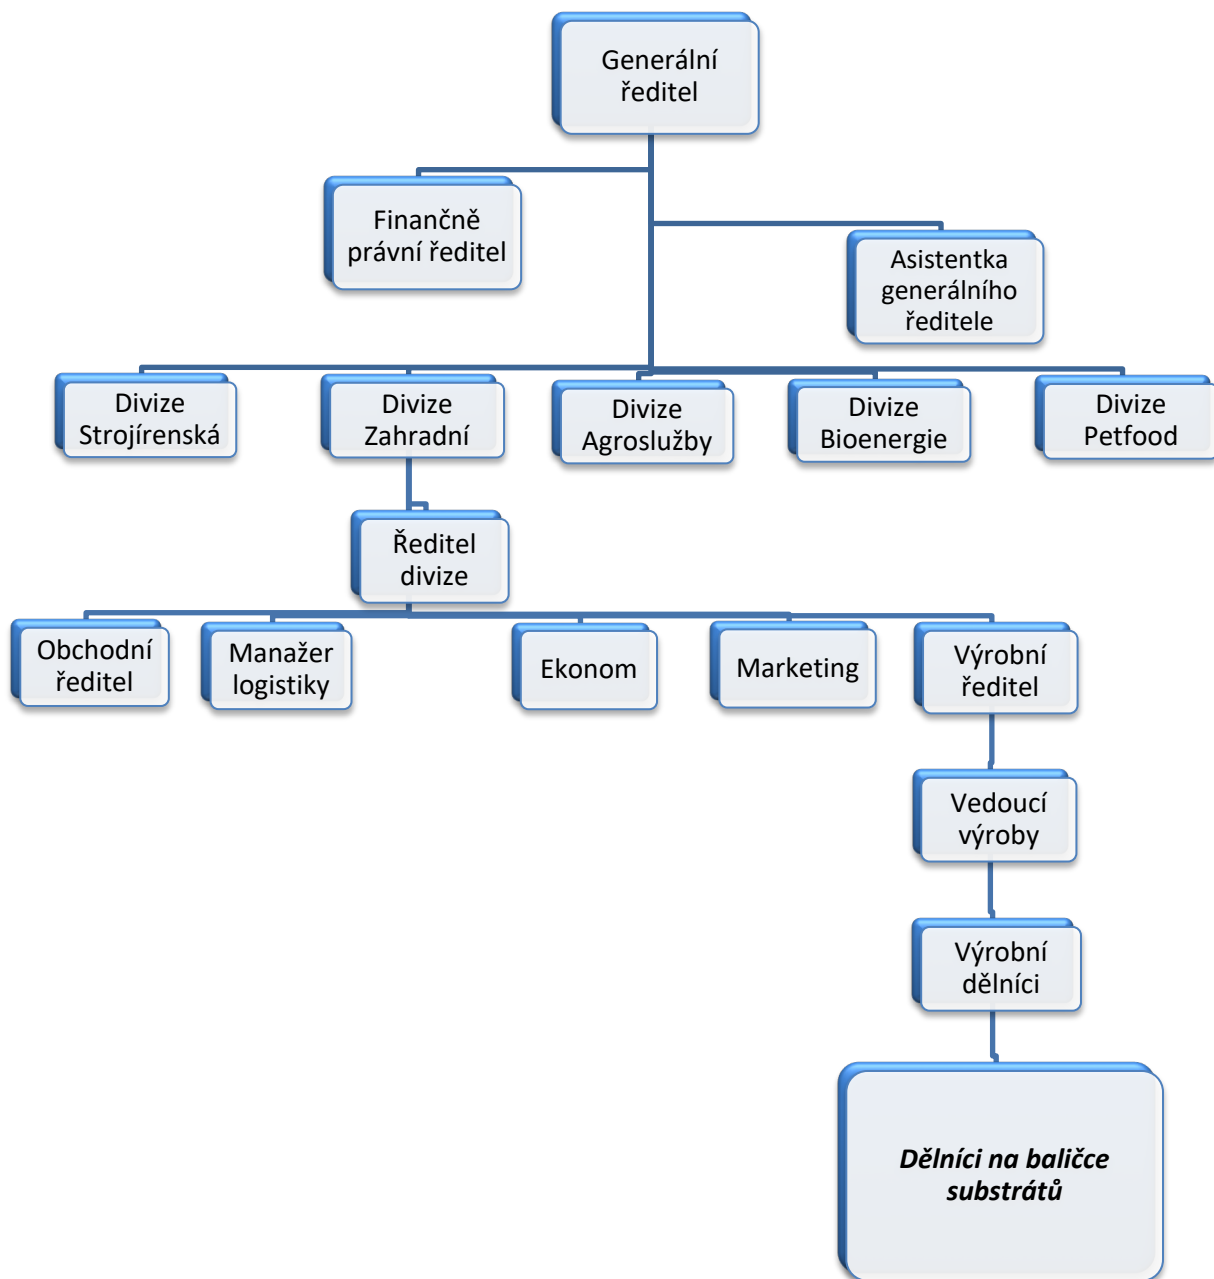 Generální
ředitel
Finančně
právní ředitel
Asistentka
generálního
ředitele
Divize
Strojírenská
Divize
Zahradní
Divize
Agroslužby
Divize
Bioenergie
Divize
Petfood
Ředitel
divize
Obchodní
ředitel
Manažer
logistiky
Ekonom
Marketing
Výrobní
ředitel
Vedoucí
výroby
Výrobní
dělníci
Dělníci na baličce
substrátů